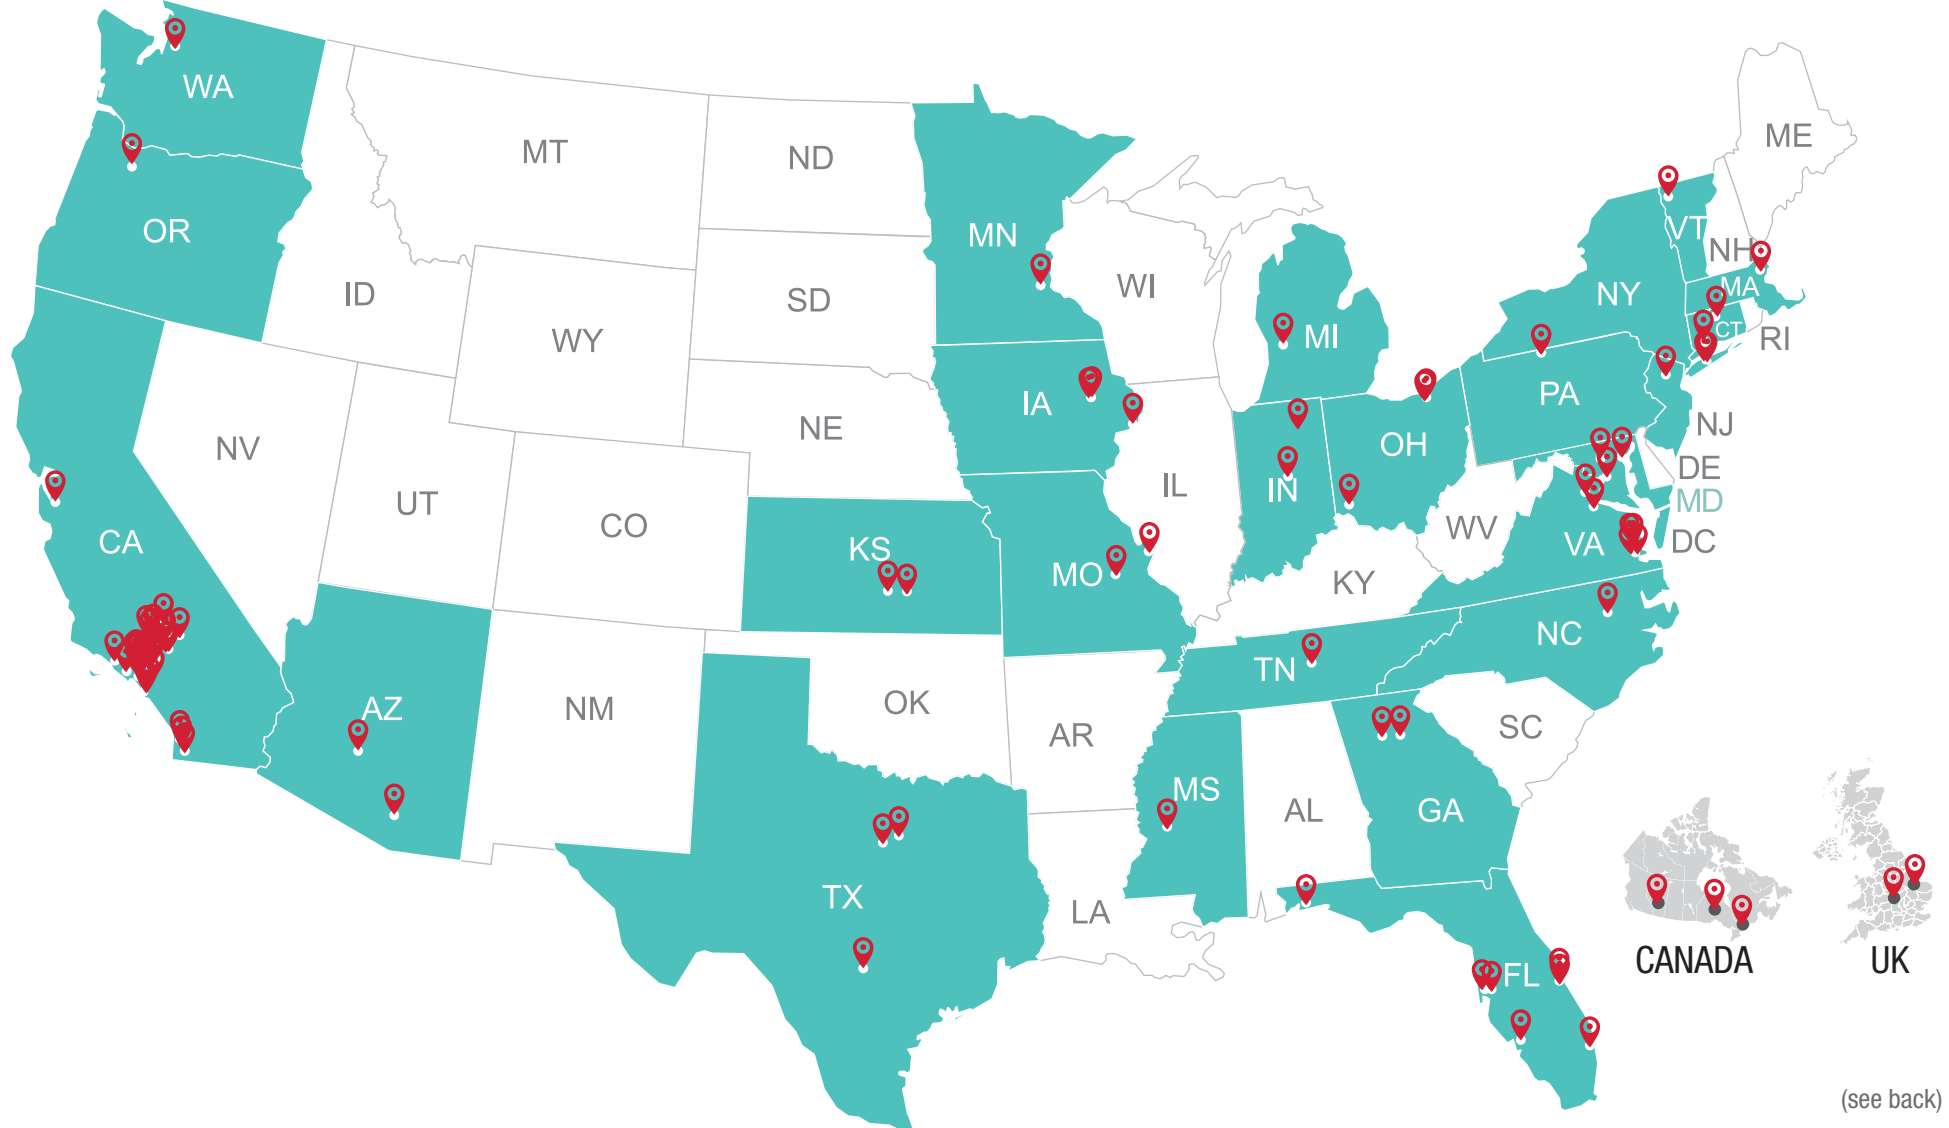 WA
MT
ND
ME
OR
MN
VT
NH
ID
SD
WI
NY
MA
WY
MI
CT
RI
IA
PA
NV
NE
OH
NJ
UT
CO
IL
IN
DE
MD
CA
KS
MO
WV
VA
DC
KY
NC
TN
AZ
NM
OK
AR
SC
MS
AL
GA
TX
LA
FL
CANADA
UK
(see back)